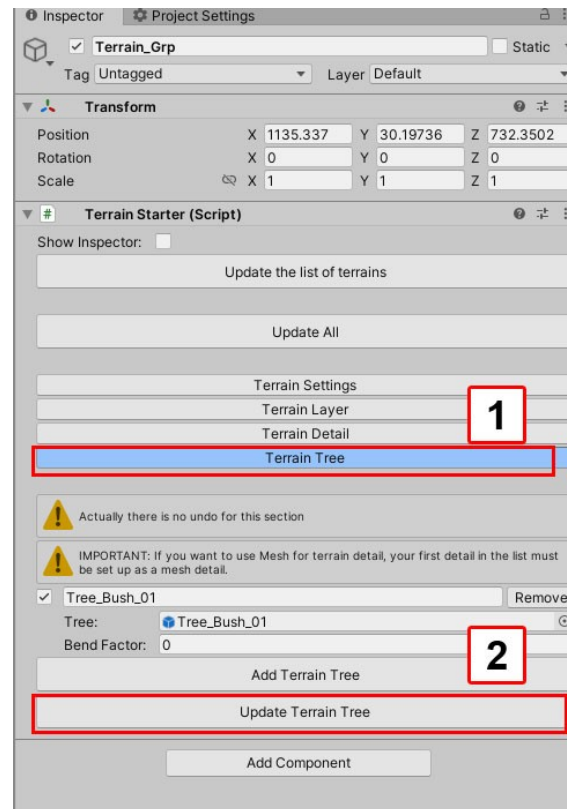 Inspector Project Settings
Terrain_Grp Static
Tag Untagged Layer Default
Transform
Position X 1135.337 Y 30.19736 Z 732.3502
Rotation X 0 Y 0 Z 0
Scale X 1 Y 1 Z 1
# Terrain Starter (Script)
Show Inspector:
Update the list of terrains
Update All
Terrain Settings
Terrain Layer
1
Terrain Detail
Terrain Tree
Actually there is no undo for this section
IMPORTANT: If you want to use Mesh for terrain detail, your first detail in the list must
be set up as a mesh detail.
Tree_Bush_01 Remove
Tree: Tree_Bush_01
Bend Factor: 0
2
Add Terrain Tree
Update Terrain Tree
Add Component